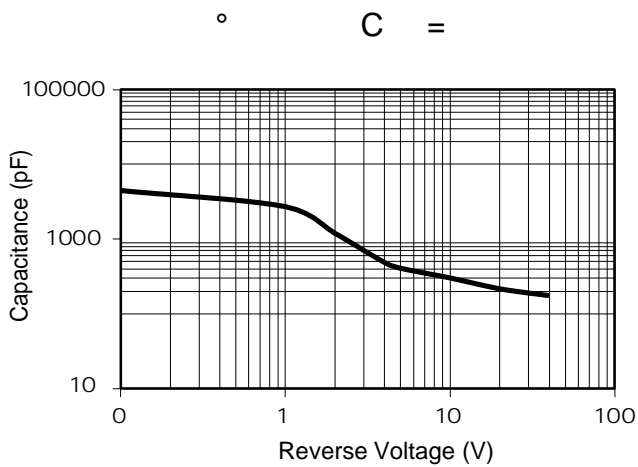 ° C =
100000
Capacitance (pF)
1000
10
0 1 10 100
Reverse Voltage (V)